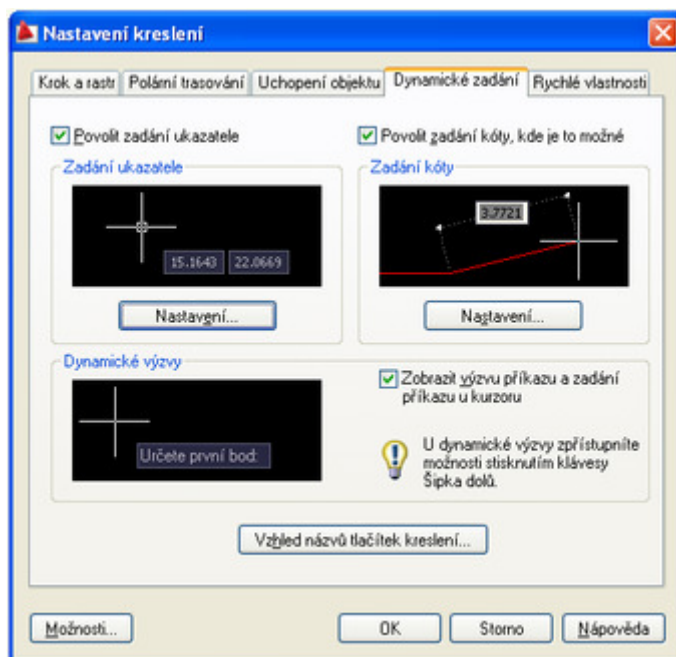 Nastavení kreslení
Krok a rastr Polární trasování Uchopení objektu Dynamické zadání Rychlé vlastnosti
Povolit zadání ukazatele
Povolit zadání kóty, kde je to možné
Zadání ukazatele
15.1643 22.0669
Nastavení...
Zadání kóty
3.7721
Nastavení...
Dynamické výzvy
Určete první bod:
Zobrazit výzvu příkazu a zadání
příkazu u kurzoru
U dynamické výzvy zpřístupníte
možnosti stisknutím klávesy
Šipka dolů.
Vzhled názvů tlačítek kreslení...
Možnosti...
OK
Storno
Nápověda